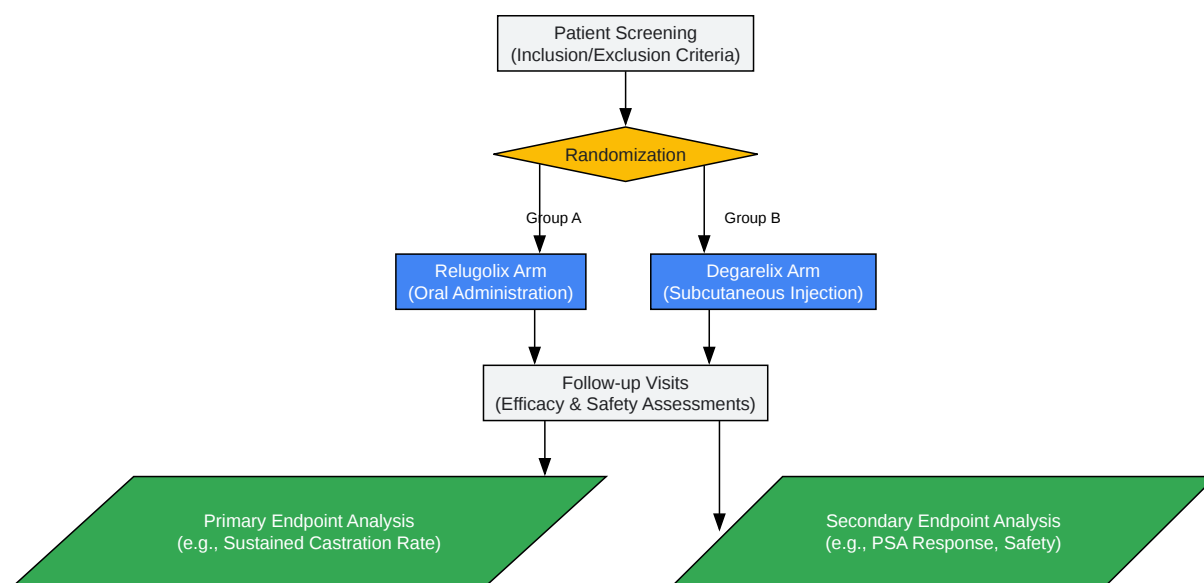 Patient Screening
(Inclusion/Exclusion Criteria)
Randomization
Group A
Group B
Relugolix Arm
(Oral Administration)
Degarelix Arm
(Subcutaneous Injection)
Follow-up Visits
(Efficacy & Safety Assessments)
Primary Endpoint Analysis
(e.g., Sustained Castration Rate)
Secondary Endpoint Analysis
(e.g., PSA Response, Safety)